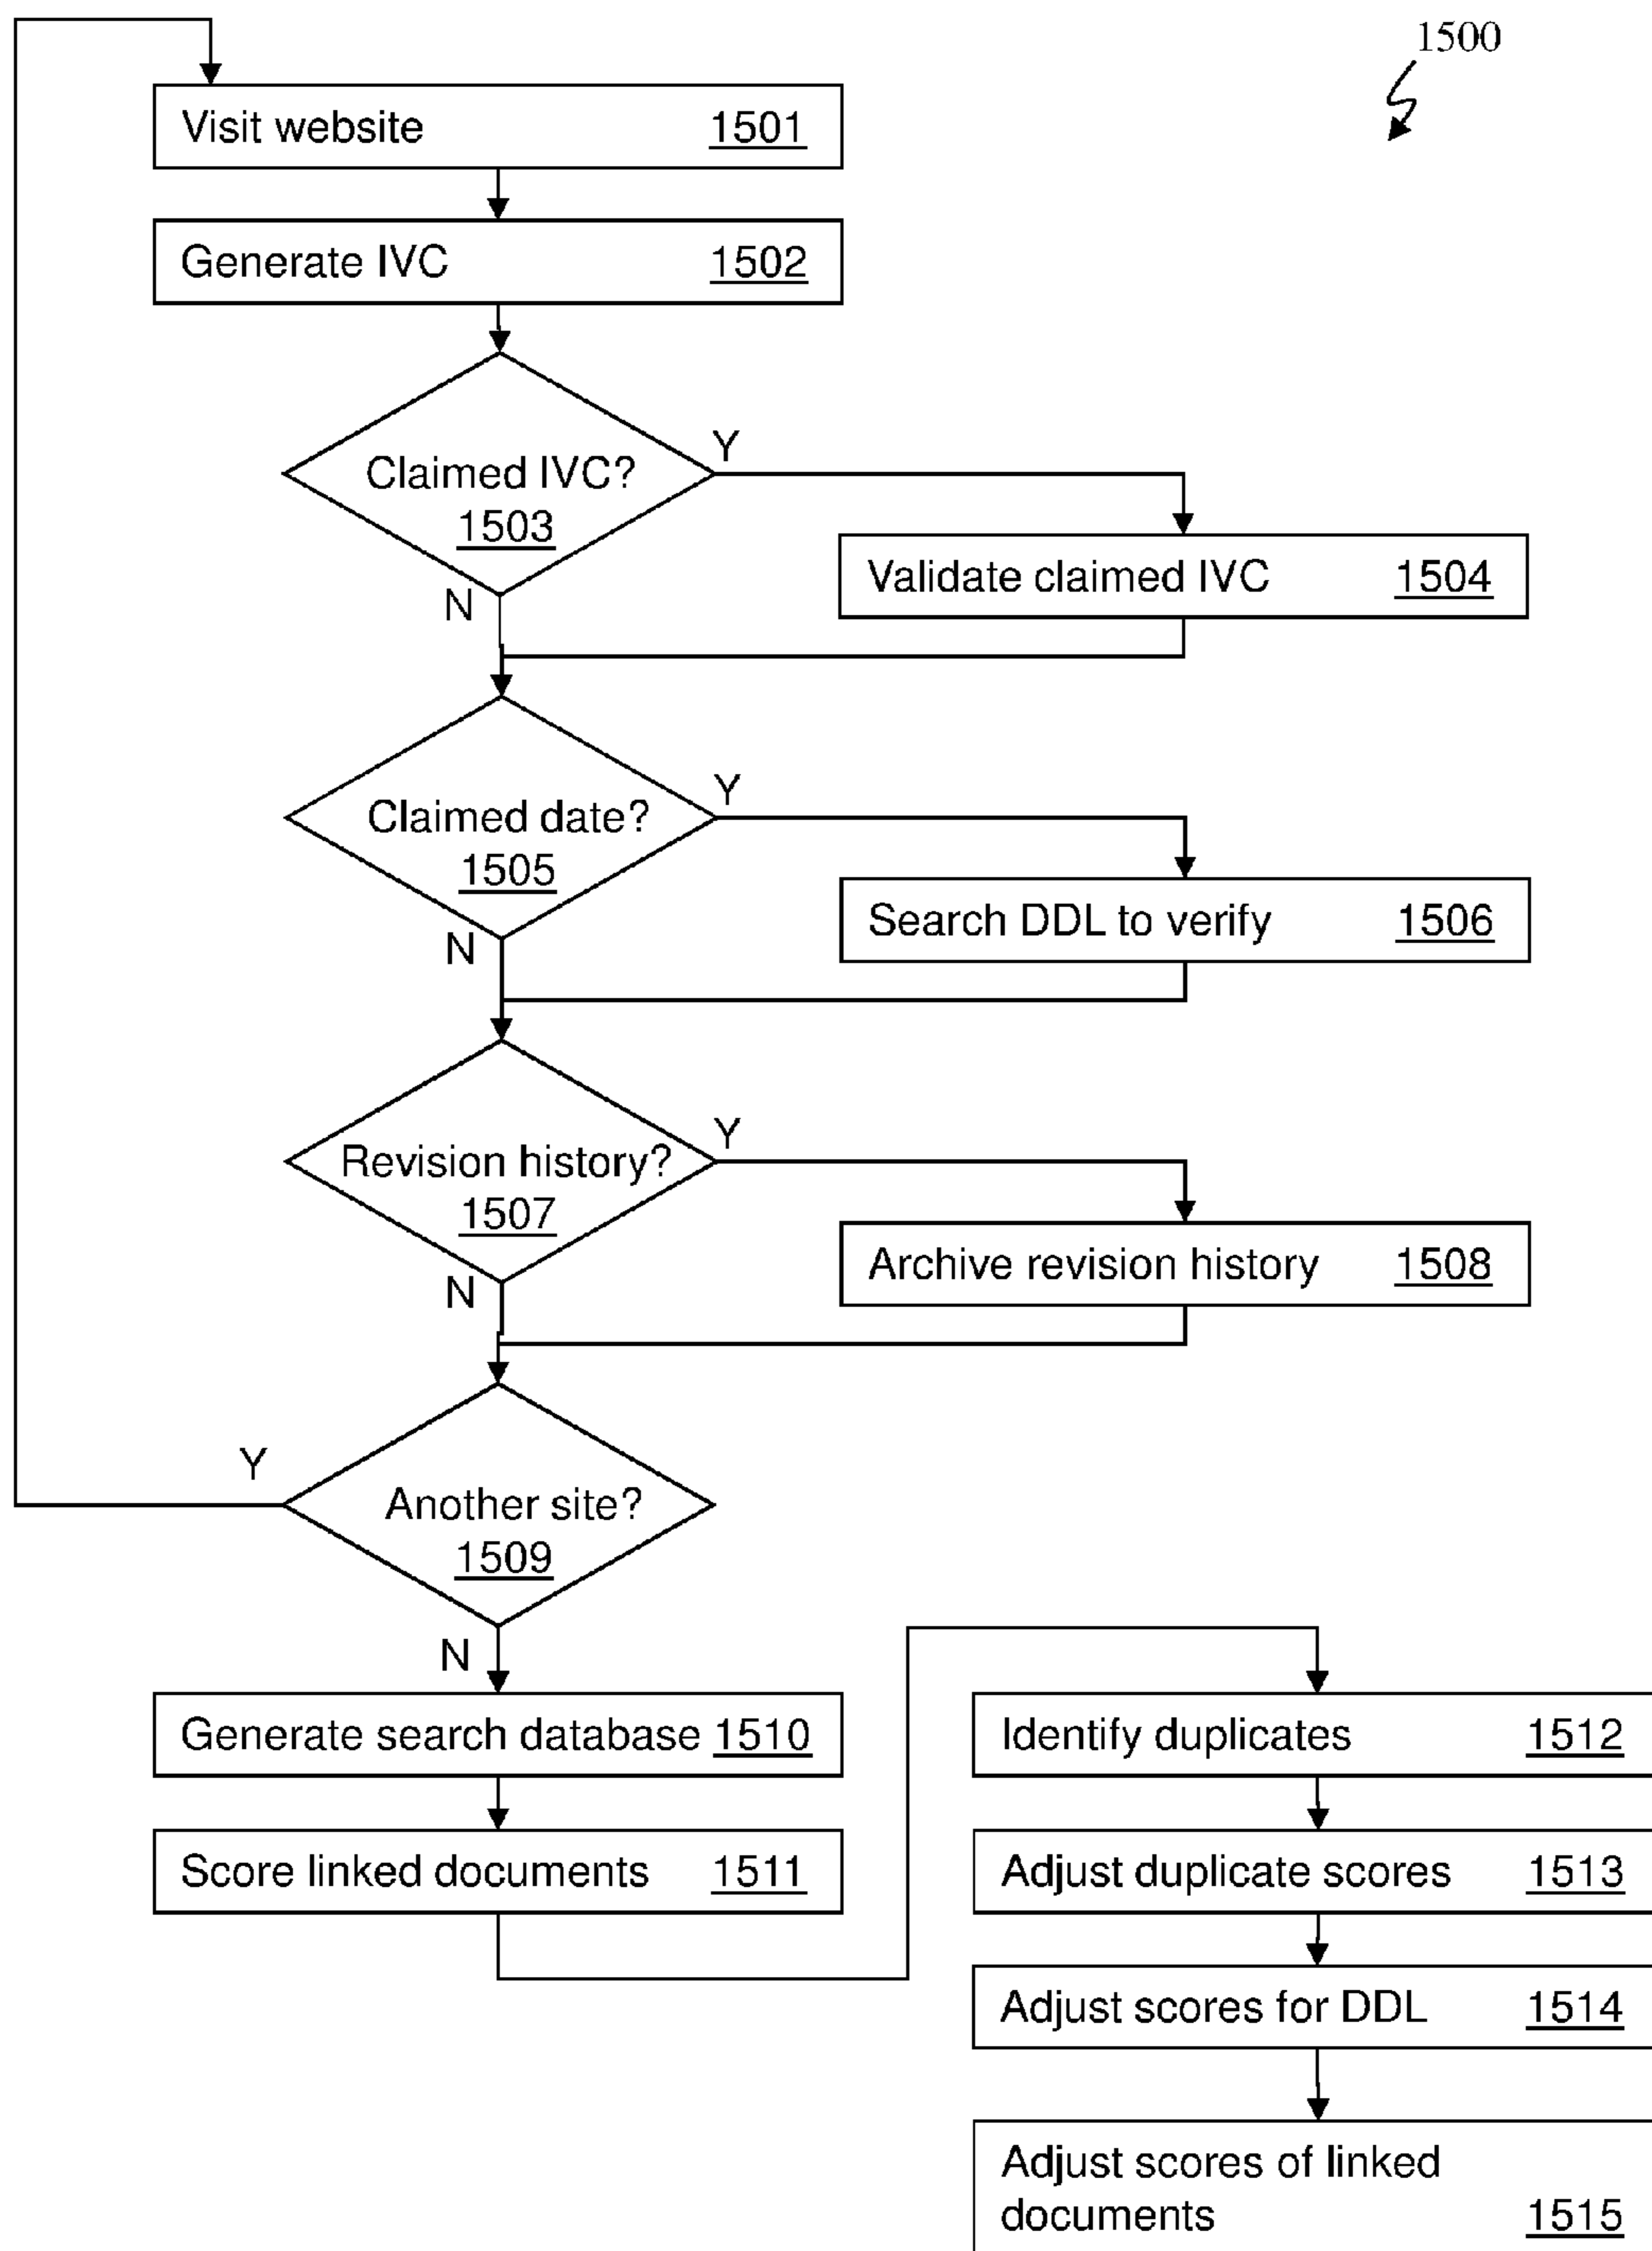 1500
Visit website 1501
Generate IVC 1502
Claimed IVC?
1503
Y
N
Validate claimed IVC 1504
Claimed date?
1505
Y
N
Search DDL to verify 1506
Revision history?
1507
Y
N
Archive revision history 1508
Another site?
1509
Y
N
Generate search database 1510
Score linked documents 1511
Identify duplicates 1512
Adjust duplicate scores 1513
Adjust scores for DDL 1514
Adjust scores of linked
documents 1515